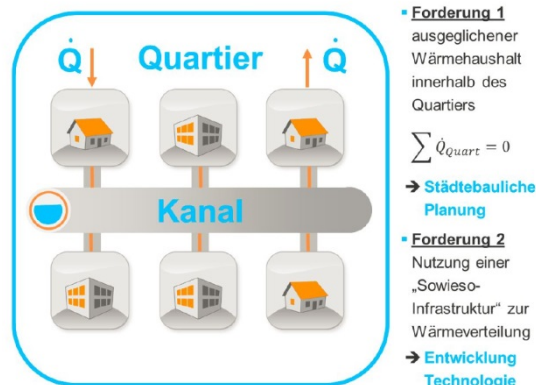 Q̇ Quartier Q̇
Kanal
▪ Forderung 1
ausgeglichener
Wärmehaushalt
innerhalb des
Quartiers
∑ Q̇_Quart = 0
➔ Städtebauliche
Planung
▪ Forderung 2
Nutzung einer
„Sowieso-
Infrastruktur“ zur
Wärmeverteilung
➔ Entwicklung
Technologie